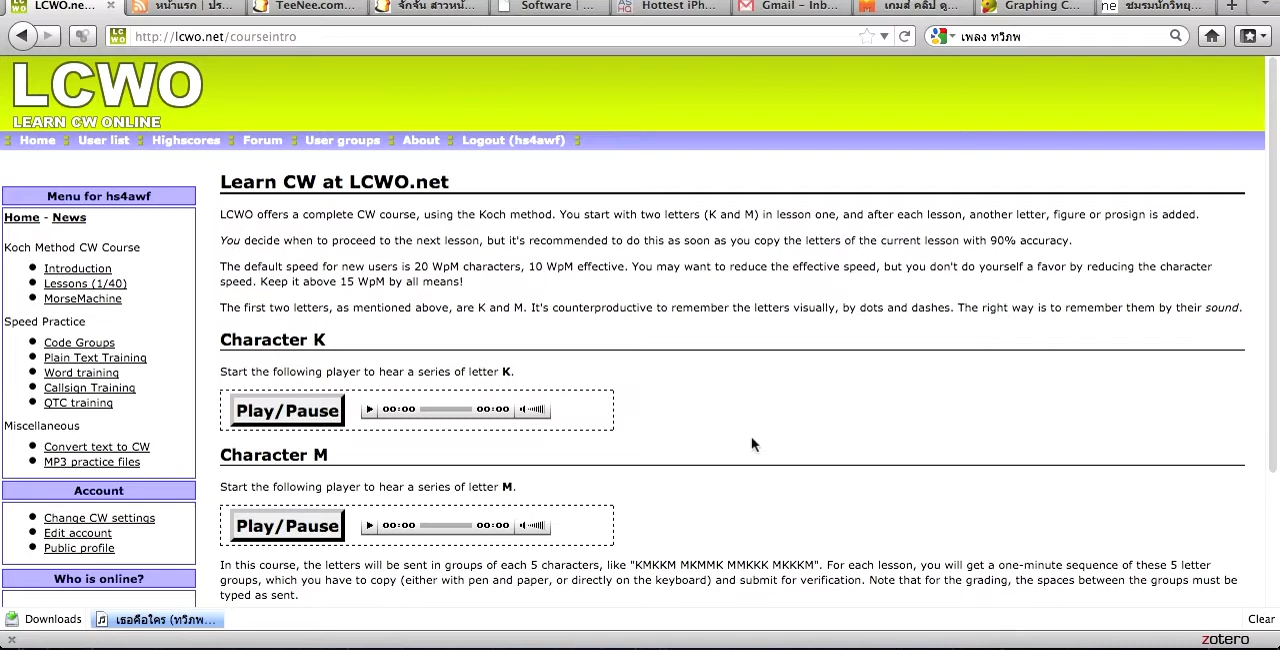 LCWO.ne...
หน้าแรก | ปร...
TeeNee.com...
จั๊กจั่น สาวหน้...
Software | ...
Hottest iPh...
Gmail - Inb...
เกมส์ คลิป ดู...
Graphing C...
ne ชมรมนักวิทยุ...
http://lcwo.net/courseintro
เพลง ทวิภพ
LCWO
LEARN CW ONLINE
Home User list Highscores Forum User groups About Logout (hs4awf)
Menu for hs4awf
Home - News
Koch Method CW Course
Introduction
Lessons (1/40)
MorseMachine
Speed Practice
Code Groups
Plain Text Training
Word training
Callsign Training
QTC training
Miscellaneous
Convert text to CW
MP3 practice files
Account
Change CW settings
Edit account
Public profile
Who is online?
Learn CW at LCWO.net
LCWO offers a complete CW course, using the Koch method. You start with two letters (K and M) in lesson one, and after each lesson, another letter, figure or prosign is added.
You decide when to proceed to the next lesson, but it's recommended to do this as soon as you copy the letters of the current lesson with 90% accuracy.
The default speed for new users is 20 WpM characters, 10 WpM effective. You may want to reduce the effective speed, but you don't do yourself a favor by reducing the character
speed. Keep it above 15 WpM by all means!
The first two letters, as mentioned above, are K and M. It's counterproductive to remember the letters visually, by dots and dashes. The right way is to remember them by their sound.
Character K
Start the following player to hear a series of letter K.
Play/Pause 00:00 00:00
Character M
Start the following player to hear a series of letter M.
Play/Pause 00:00 00:00
In this course, the letters will be sent in groups of each 5 characters, like "KMKKM MKMMK MMKKK MKKKM". For each lesson, you will get a one-minute sequence of these 5 letter
groups, which you have to copy (either with pen and paper, or directly on the keyboard) and submit for verification. Note that for the grading, the spaces between the groups must be
typed as sent.
Downloads
เธอคือใคร (ทวิภพ...
Clear
zotero